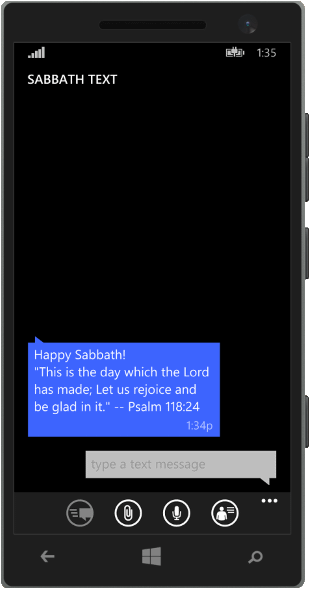 1:35
SABBATH TEXT
Happy Sabbath!
"This is the day which the Lord
has made; Let us rejoice and
be glad in it." -- Psalm 118:24
1:34p
type a text message